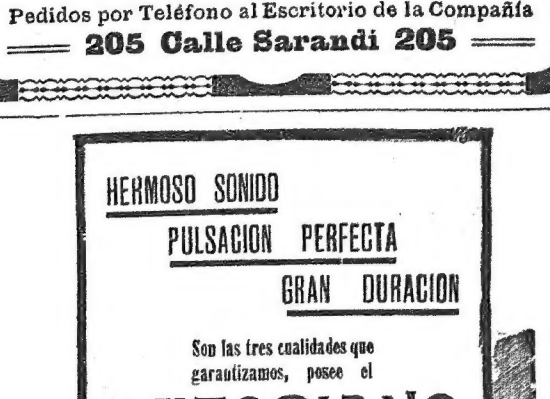 Pedidos por Teléfono al Escritorio de la Compañía
205 Calle Sarandi 205
HERMOSO SONIDO
PULSACION PERFECTA
GRAN DURACION
Son las tres cualidades que
garantizamos, posee el